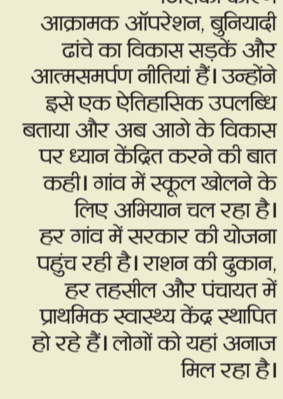 आक्रामक ऑपरेशन, बुनियादी
ढांचे का विकास सड़कें और
आत्मसमर्पण नीतियां हैं। उन्होंने
इसे एक ऐतिहासिक उपलब्धि
बताया और अब आगे के विकास
पर ध्यान केंद्रित करने की बात
कही। गांव में स्कूल खोलने के
लिए अभियान चल रहा है।
हर गांव में सरकार की योजना
पहुंच रही है। राशन की दुकान,
हर तहसील और पंचायत में
प्राथमिक स्वास्थ्य केंद्र स्थापित
हो रहे हैं। लोगों को यहां अनाज
मिल रहा है।